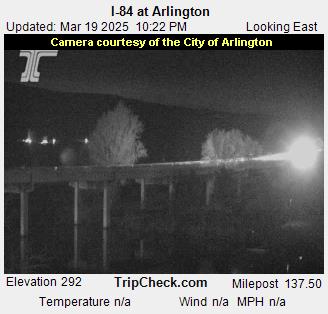 I-84 at Arlington
Updated: Mar 19 2025 10:22 PM Looking East
Camera courtesy of the City of Arlington
Elevation 292 TripCheck.com Milepost 137.50
Temperature n/a Wind n/a MPH n/a